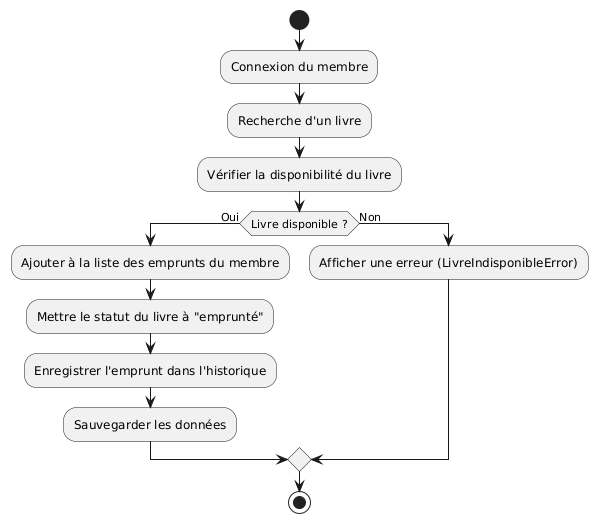 Connexion du membre
Recherche d'un livre
Vérifier la disponibilité du livre
Livre disponible ?
Oui
Non
Ajouter à la liste des emprunts du membre
Mettre le statut du livre à "emprunté"
Enregistrer l'emprunt dans l'historique
Sauvegarder les données
Afficher une erreur (LivreIndisponibleError)